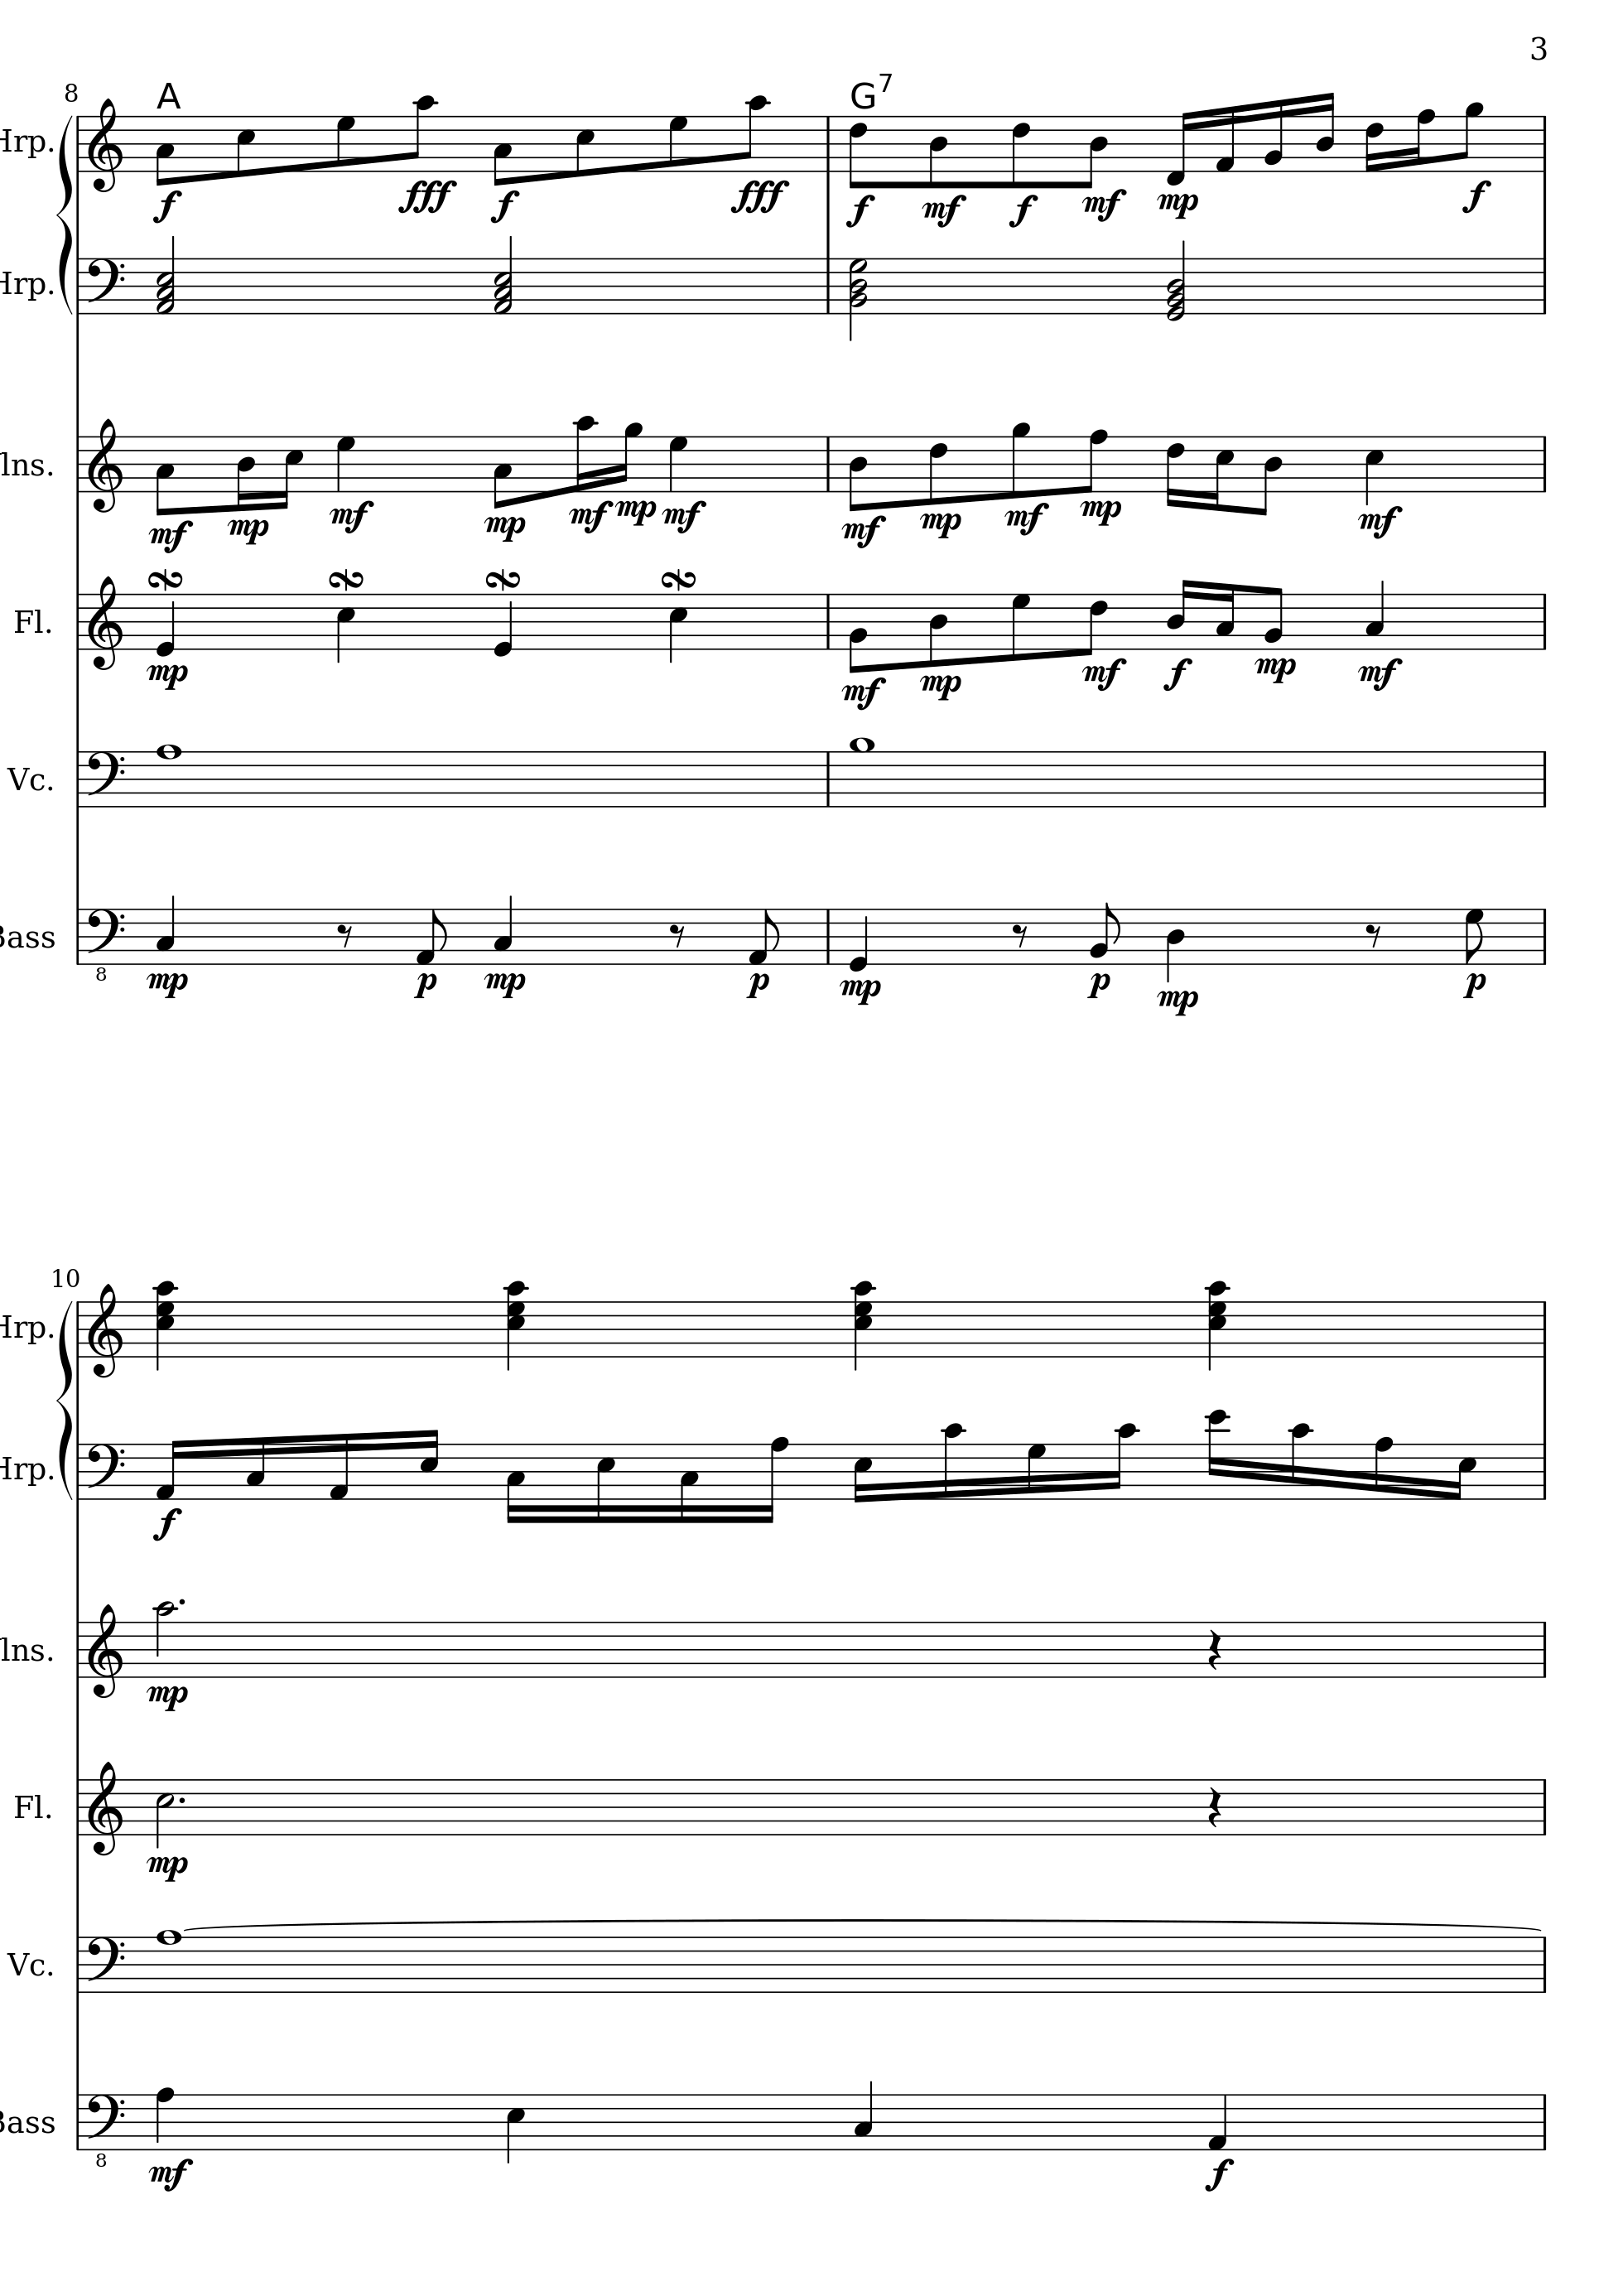 3
8 A G7
Hrp.
f fff f fff f mf f mf mp f
Hrp.
lns.
mf mp mf mp mf mp mf mf mp mf mp mf
Fl.
mp mf mp mf f mp mf
Vc.
Bass
8
mp p mp p mp p mp p
10
Hrp.
Hrp.
f
lns.
mp
Fl.
mp
Vc.
Bass
8
mf f